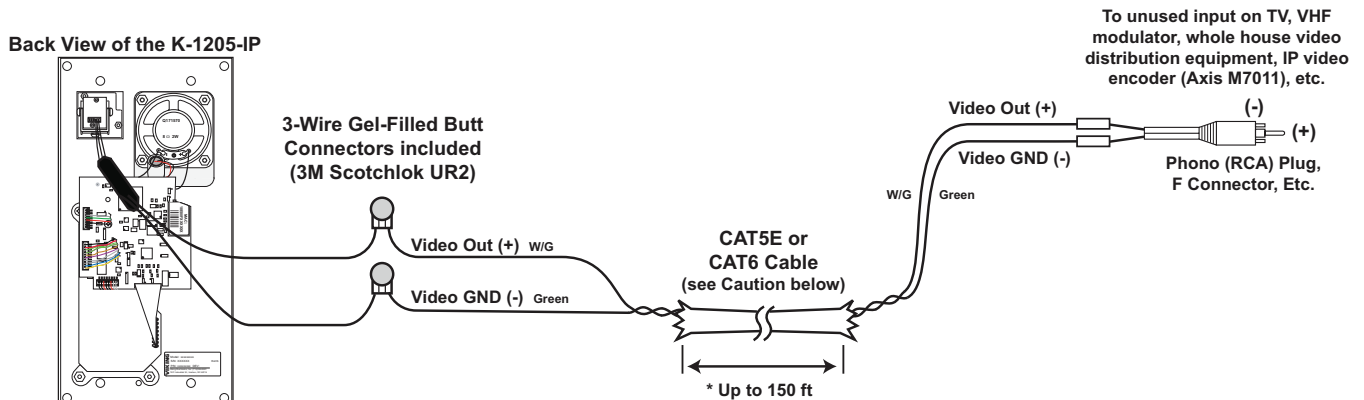 Back View of the K-1205-IP
3-Wire Gel-Filled Butt
Connectors included
(3M Scotchlok UR2)
Video Out (+) W/G
Video GND (-) Green
CAT5E or
CAT6 Cable
(see Caution below)
* Up to 150 ft
W/G
Green
Video Out (+)
Video GND (-)
To unused input on TV, VHF
modulator, whole house video
distribution equipment, IP video
encoder (Axis M7011), etc.
(-)
(+)
Phono (RCA) Plug,
F Connector, Etc.